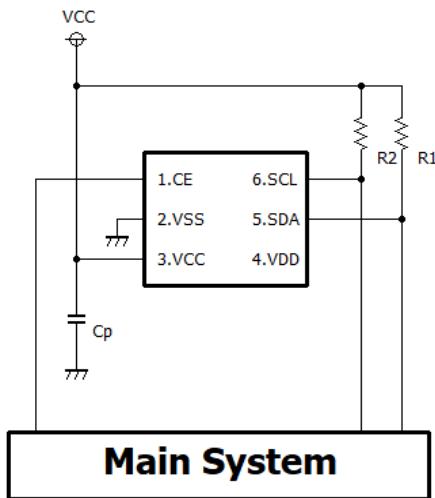 VCC
R2
R1
1.CE
6.SCL
2.VSS
5.SDA
3.VCC
4.VDD
Cp
Main System